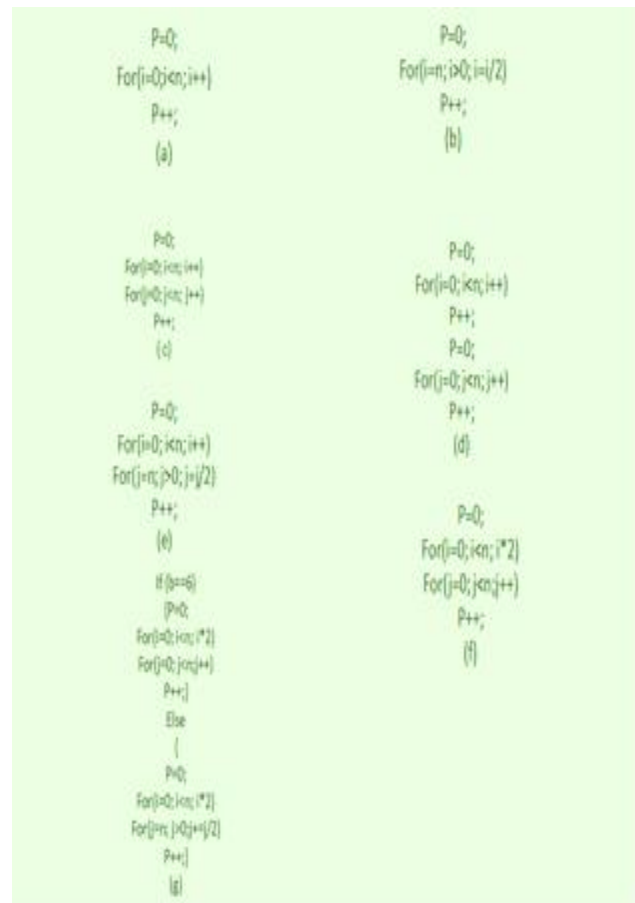 P=0;
For(i=0;i<n; i++)
P++;
(a)
P=0;
For(i=n; i>0; i=i/2)
P++;
(b)
P=0;
For(i=0; i<n; i++)
For(j=0; j<n; j++)
P++;
(c)
P=0;
For(i=0; i<n; i++)
P++;
P=0;
For(j=0; j<n; j++)
P++;
(d)
P=0;
For(i=0; i<n; i++)
For(j=n; j>0; j=j/2)
P++;
(e)
P=0;
For(i=0; i<n; i*2)
For(j=0; j<n;j++)
P++;
(f)
If (b==6)
{P=0;
For(i=0; i<n; i*2)
For(j=0; j<n;j++)
P++;}
Else
{
P=0;
For(i=0; i<n; i*2)
For(j=n; j>0;j+=j/2)
P++;}
(g)